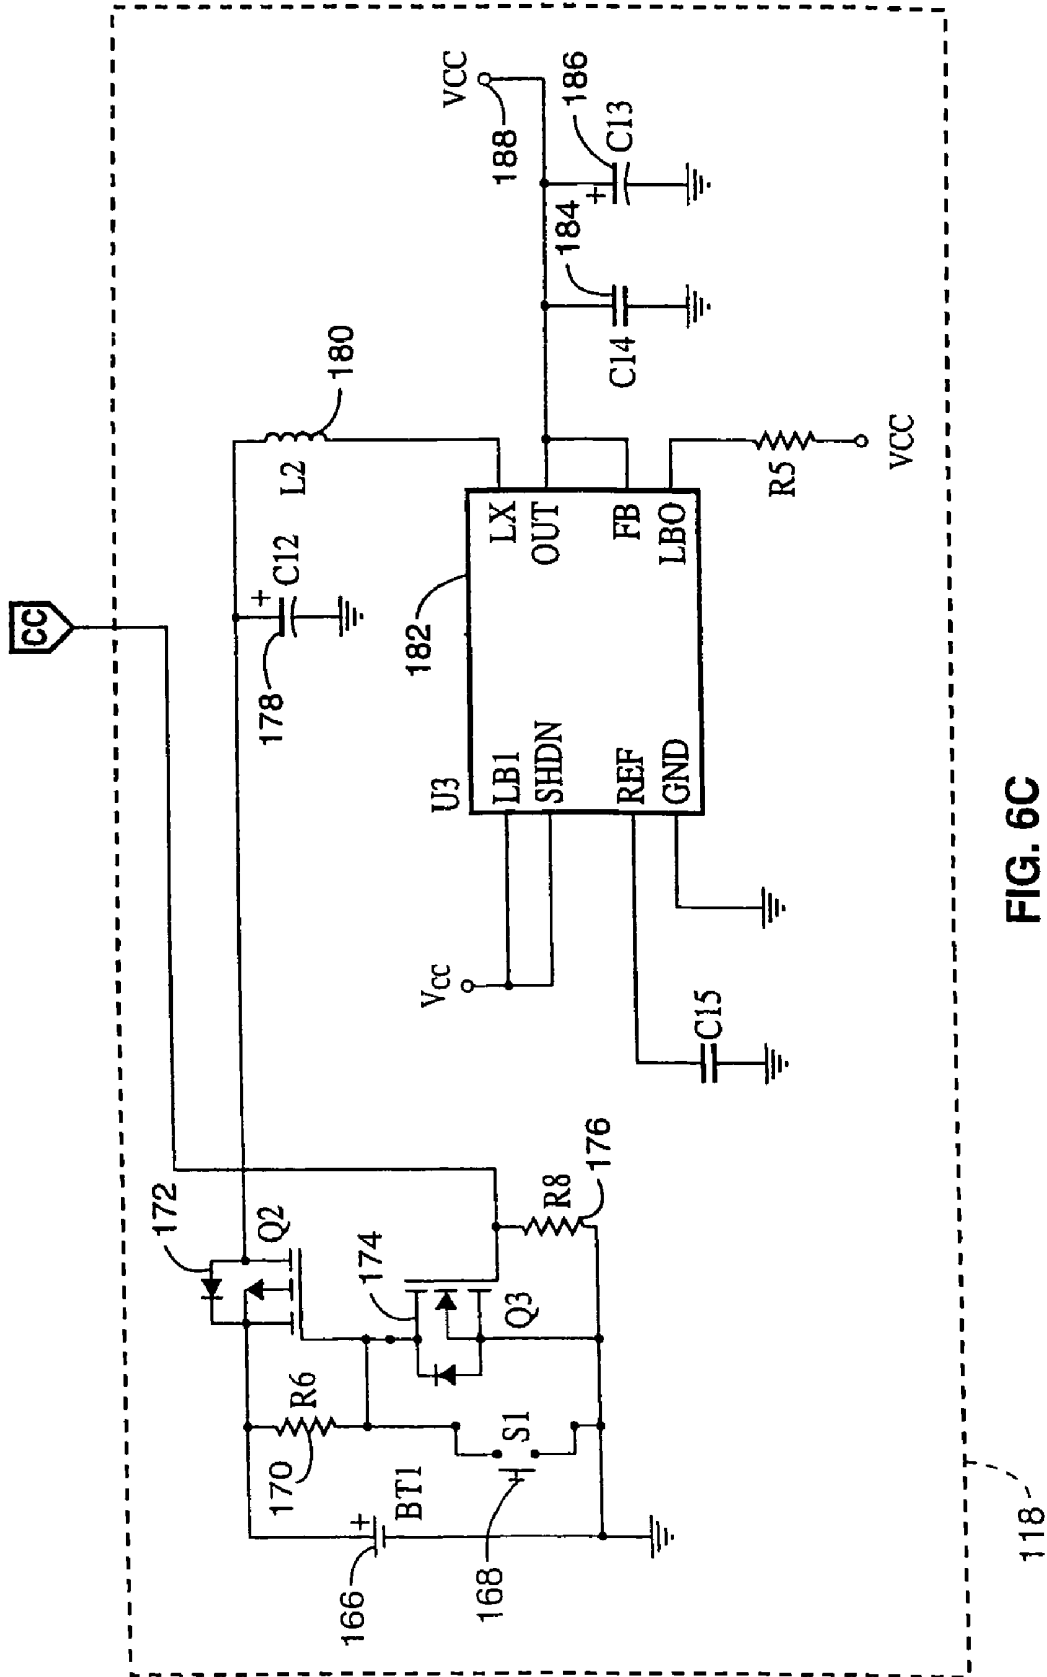 CC
172
Q2
R6
170
BT1
166
+
168
S1
174
Q3
R8
176
178
+
C12
L2
180
182
U3
LB1
SHDN
REF
GND
LX
OUT
FB
LBO
Vcc
C15
R5
VCC
C14
184
+
C13
186
188
VCC
118
FIG. 6C